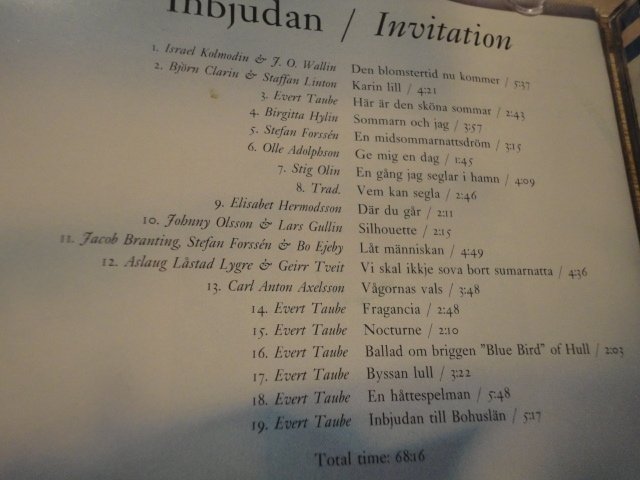 Inbjudan / Invitation
1. Israel Kolmodin & J. O. Wallin Den blomstertid nu kommer / 5:37
2. Björn Clarin & Staffan Linton Karin lill / 4:21
3. Evert Taube Här är den sköna sommar / 2:43
4. Birgitta Hylin Sommarn och jag / 3:57
5. Stefan Forssén En midsommarnattsdröm / 3:15
6. Olle Adolphson Ge mig en dag / 1:45
7. Stig Olin En gång jag seglar i hamn / 4:09
8. Trad. Vem kan segla / 2:46
9. Elisabet Hermodsson Där du går / 2:11
10. Johnny Olsson & Lars Gullin Silhouette / 2:15
11. Jacob Branting, Stefan Forssén & Bo Ejeby Låt människan / 4:49
12. Aslaug Låstad Lygre & Geirr Tveit Vi skal ikkje sova bort sumarnatta / 4:36
13. Carl Anton Axelsson Vågornas vals / 3:48
14. Evert Taube Fragancia / 2:48
15. Evert Taube Nocturne / 2:10
16. Evert Taube Ballad om briggen "Blue Bird" of Hull / 2:03
17. Evert Taube Byssan lull / 3:22
18. Evert Taube En håttespelman / 5:48
19. Evert Taube Inbjudan till Bohuslän / 5:17
Total time: 68:16